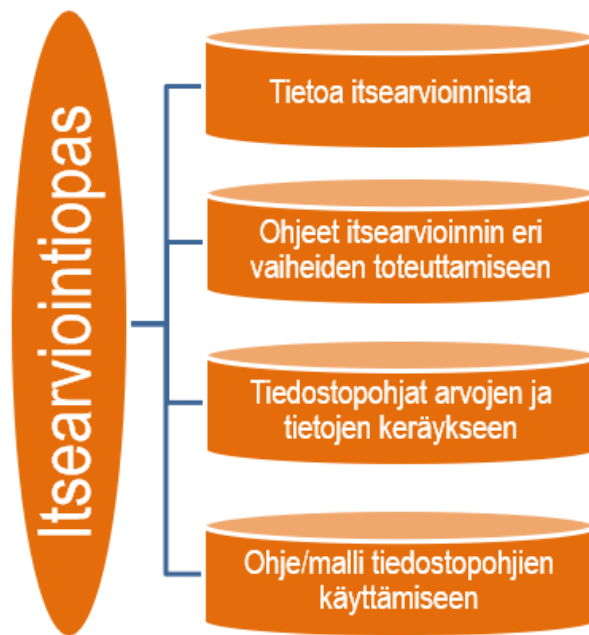 Itsearviointiopas
Tietoa itsearvioinnista
Ohjeet itsearvioinnin eri
vaiheiden toteuttamiseen
Tiedostopohjat arvojen ja
tietojen keräykseen
Ohje/malli tiedostopohjien
käyttämiseen